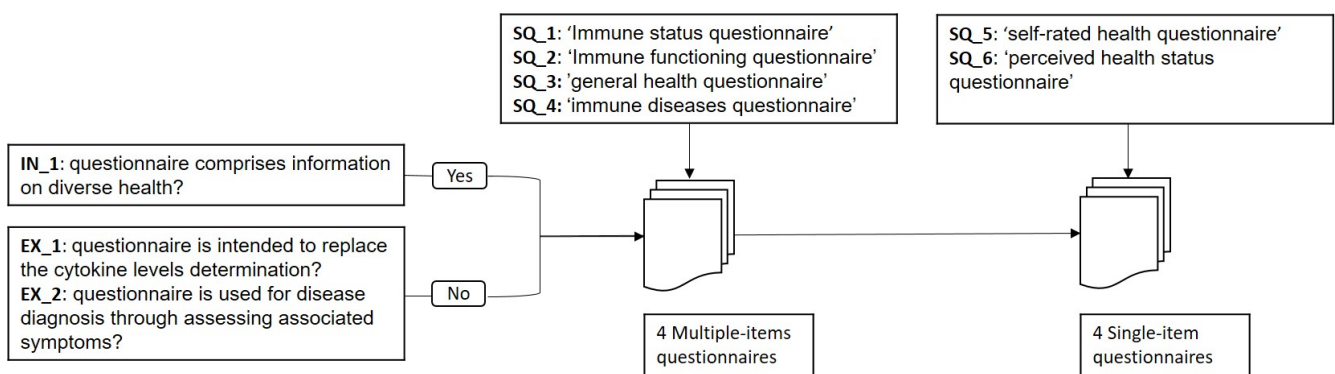 SQ_1: ‘Immune status questionnaire’
SQ_2: ‘Immune functioning questionnaire’
SQ_3: ’general health questionnaire’
SQ_4: ‘immune diseases questionnaire’
SQ_5: ‘self-rated health questionnaire’
SQ_6: ‘perceived health status
questionnaire’
IN_1: questionnaire comprises information
on diverse health?
Yes
EX_1: questionnaire is intended to replace
the cytokine levels determination?
EX_2: questionnaire is used for disease
diagnosis through assessing associated
symptoms?
No
4 Multiple-items
questionnaires
4 Single-item
questionnaires